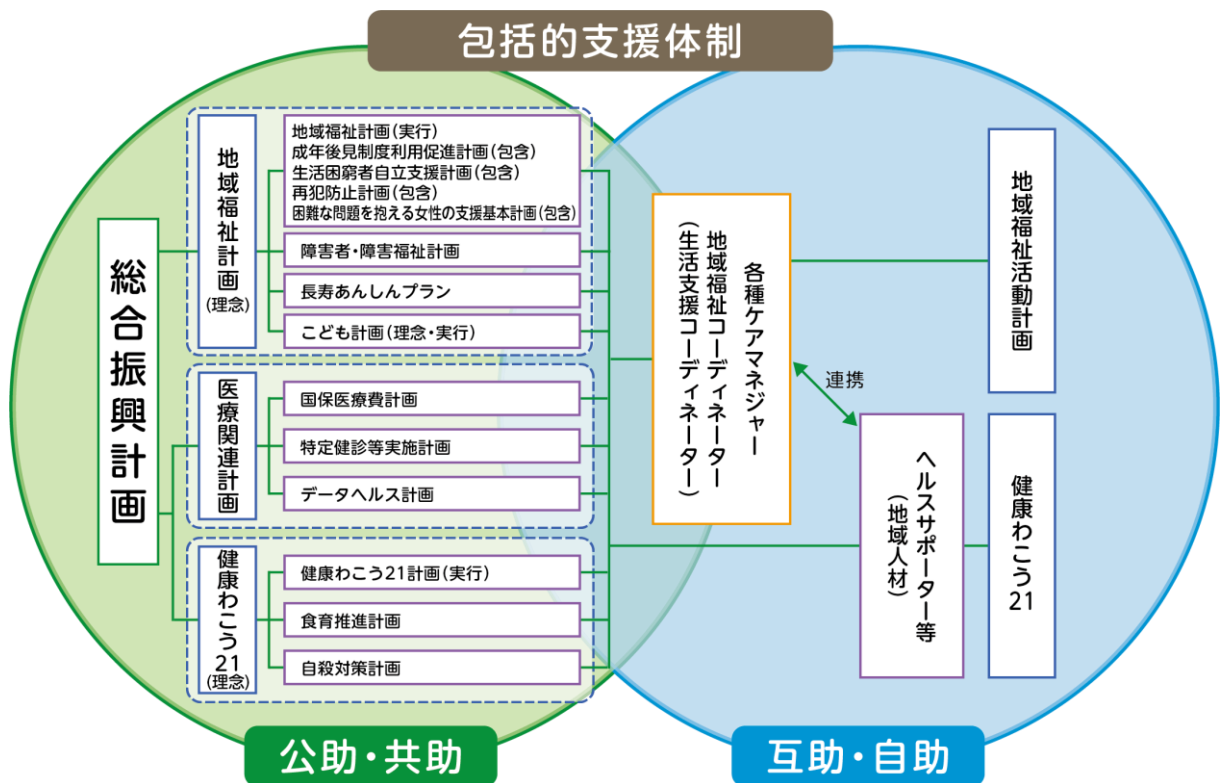 包括的支援体制
総合振興計画
地域福祉計画
(理念)
地域福祉計画(実行)
成年後見制度利用促進計画(包含)
生活困窮者自立支援計画(包含)
再犯防止計画(包含)
困難な問題を抱える女性の支援基本計画(包含)
障害者・障害福祉計画
長寿あんしんプラン
こども計画(理念・実行)
医療関連計画
国保医療費計画
特定健診等実施計画
データヘルス計画
健康わこう21
(理念)
健康わこう21計画(実行)
食育推進計画
自殺対策計画
各種ケアマネジャー
地域福祉コーディネーター
(生活支援コーディネーター)
連携
ヘルスサポーター等
(地域人材)
地域福祉活動計画
健康わこう21
公助・共助
互助・自助